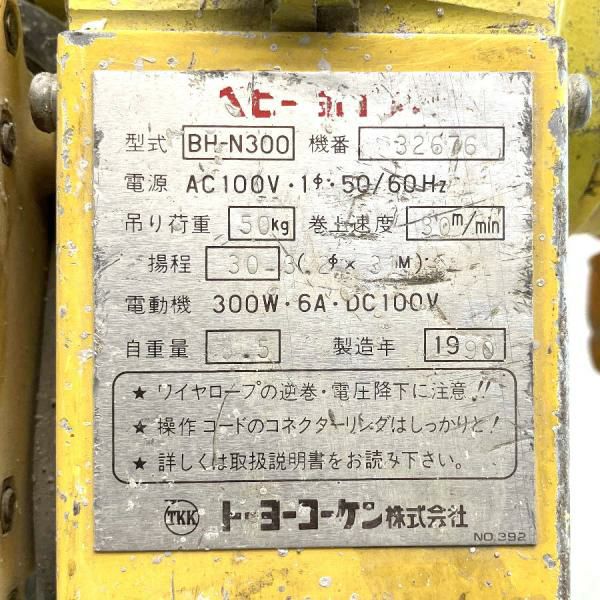 ベビーホイスト
型式 BH-N300 機番 32676
電源 AC100V・1φ・50/60Hz
吊り荷重 50kg 巻上速度 30m/min
揚程 30 (φ× M)
電動機 300W・6A・DC100V
自重量 .5 製造年 1990
★ ワイヤロープの逆巻・電圧降下に注意!!
★ 操作コードのコネクターリングはしっかりと!
★ 詳しくは取扱説明書をお読み下さい。
TKK トーヨーコーケン株式会社
NO.392